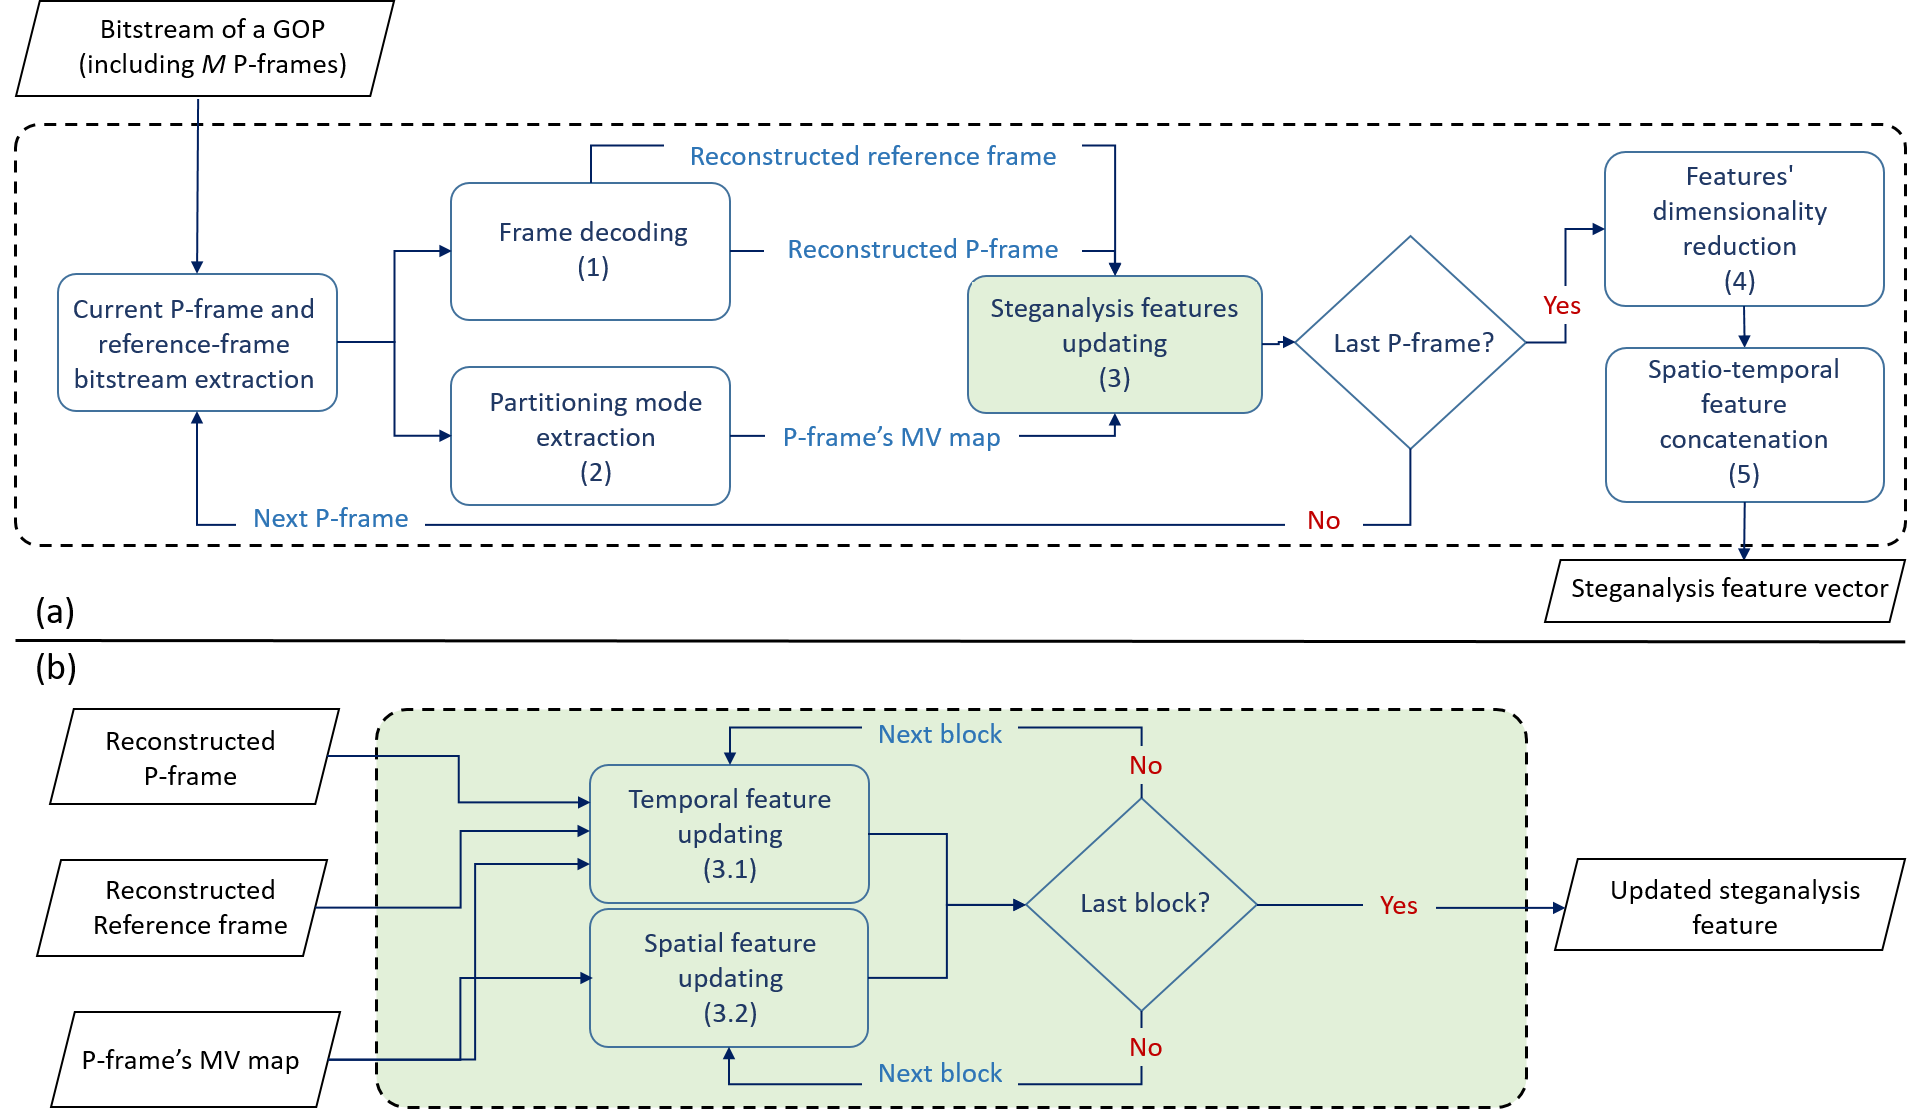 Bitstream of a GOP
(including M P-frames)
Reconstructed reference frame
Frame decoding
(1)
Reconstructed P-frame
Current P-frame and
reference-frame
bitstream extraction
Partitioning mode
extraction
(2)
P-frame’s MV map
Steganalysis features
updating
(3)
Last P-frame?
Yes
No
Next P-frame
Features'
dimensionality
reduction
(4)
Spatio-temporal
feature
concatenation
(5)
Steganalysis feature vector
(a)
(b)
Reconstructed
P-frame
Reconstructed
Reference frame
P-frame’s MV map
Next block
No
Temporal feature
updating
(3.1)
Spatial feature
updating
(3.2)
Last block?
Yes
No
Next block
Updated steganalysis
feature